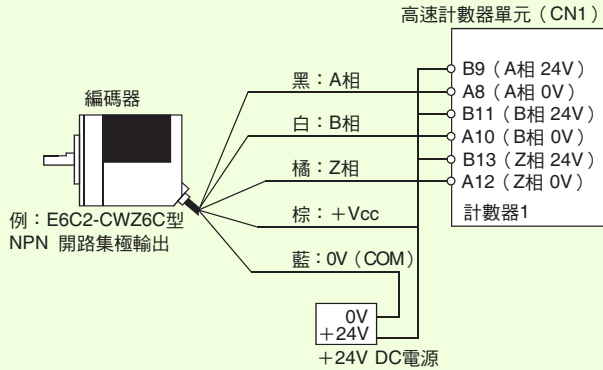 高速計數器單元（CN1）
編碼器
黑：A相
白：B相
橘：Z相
棕：＋Vcc
藍：0V（COM）
B9（A相 24V）
A8（A相 0V）
B11（B相 24V）
A10（B相 0V）
B13（Z相 24V）
A12（Z相 0V）
計數器1
例：E6C2-CWZ6C型
NPN 開路集極輸出
0V
＋24V
＋24V DC電源